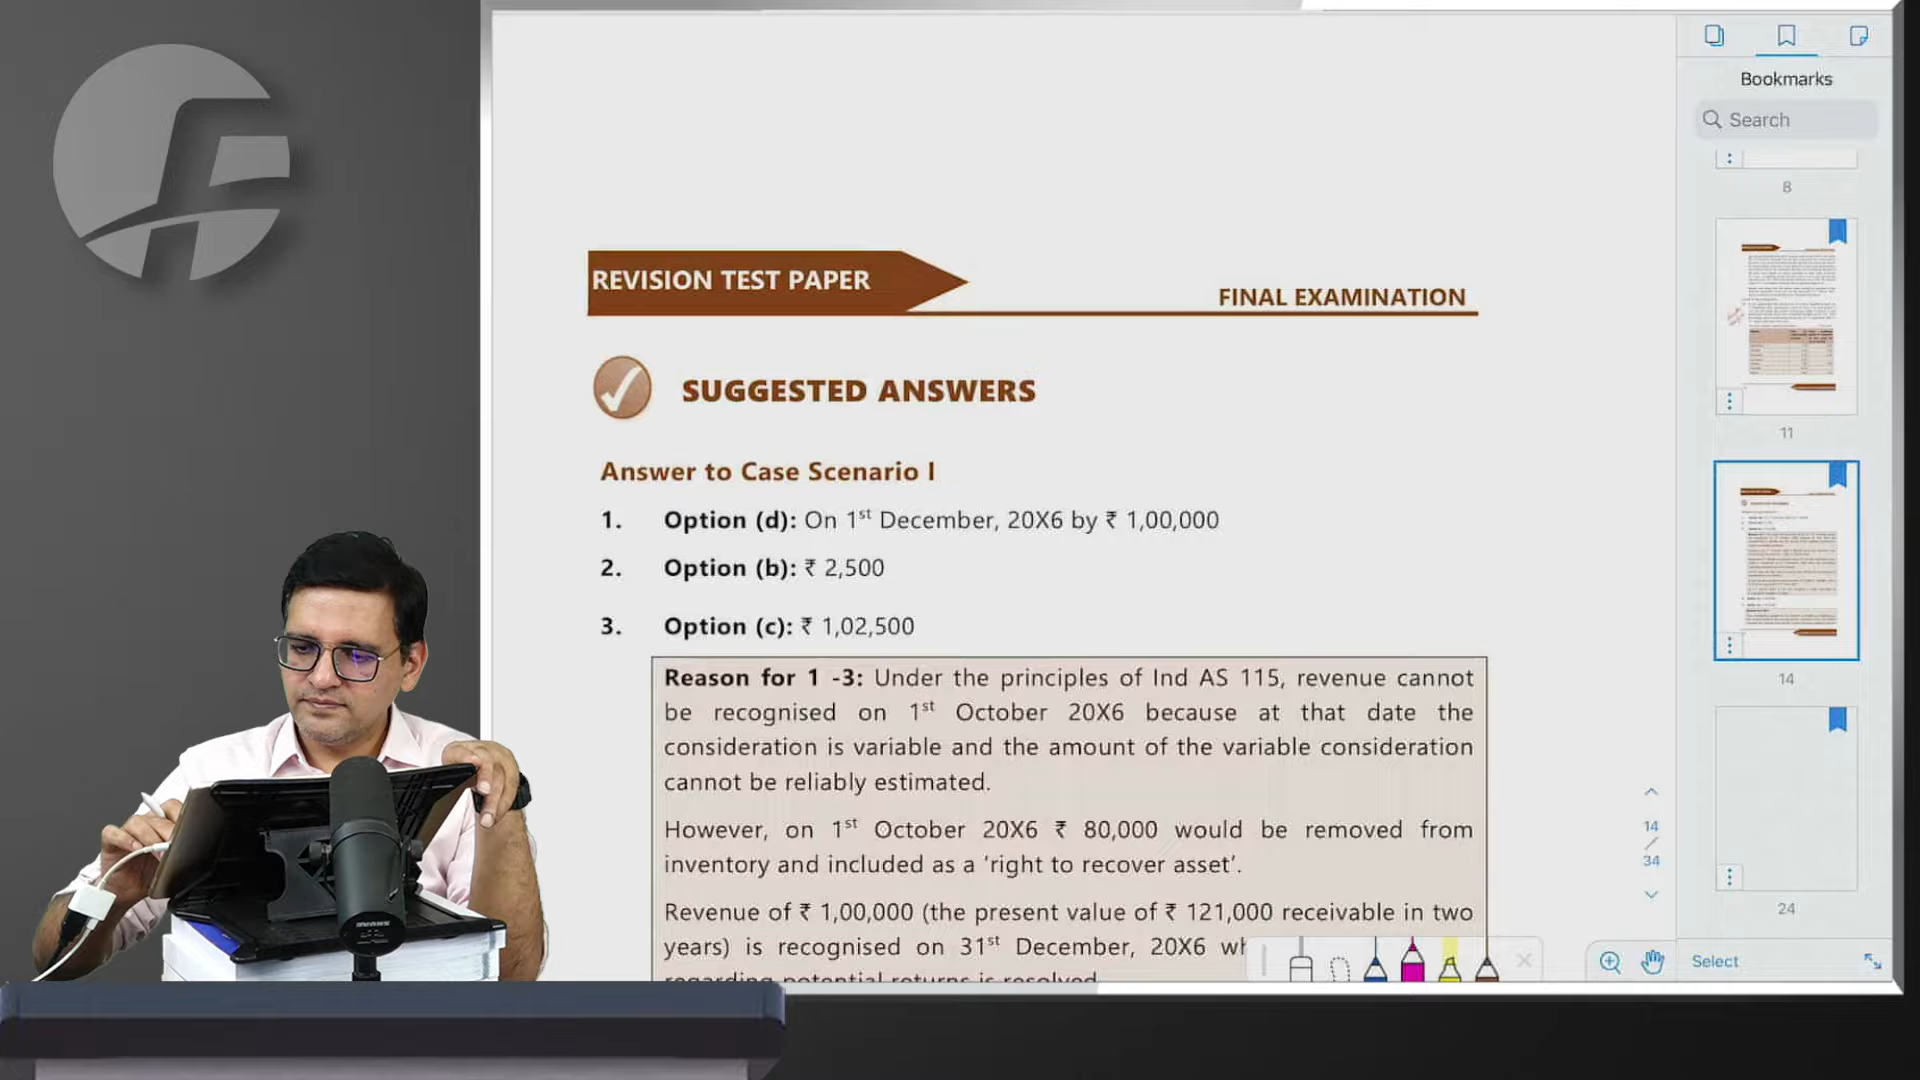 REVISION TEST PAPER
FINAL EXAMINATION
SUGGESTED ANSWERS
Answer to Case Scenario I
1. Option (d): On 1st December, 20X6 by ₹ 1,00,000
2. Option (b): ₹ 2,500
3. Option (c): ₹ 1,02,500
Reason for 1 -3: Under the principles of Ind AS 115, revenue cannot
be recognised on 1st October 20X6 because at that date the
consideration is variable and the amount of the variable consideration
cannot be reliably estimated.
However, on 1st October 20X6 ₹ 80,000 would be removed from
inventory and included as a ‘right to recover asset’.
Revenue of ₹ 1,00,000 (the present value of ₹ 121,000 receivable in two
years) is recognised on 31st December, 20X6
regarding potential returns is resolved.
Bookmarks
Search
8
11
14
24
14
/
34
Select